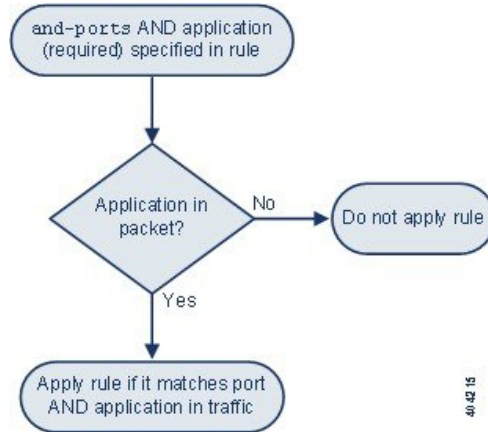 and-ports AND application
(required) specified in rule
Application in
packet?
No
Do not apply rule
Yes
Apply rule if it matches port
AND application in traffic
404215